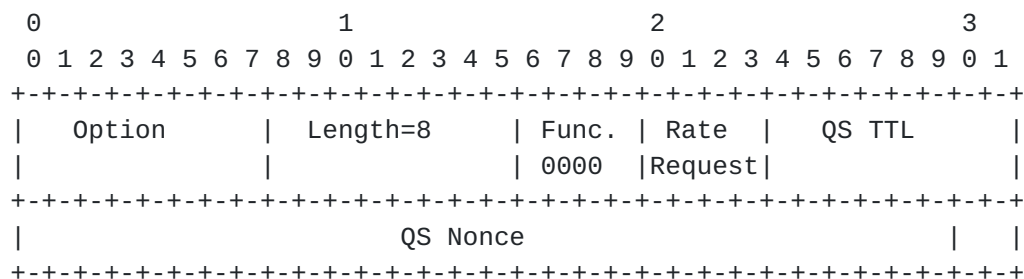 0                   1                   2                   3
 0 1 2 3 4 5 6 7 8 9 0 1 2 3 4 5 6 7 8 9 0 1 2 3 4 5 6 7 8 9 0 1
+-+-+-+-+-+-+-+-+-+-+-+-+-+-+-+-+-+-+-+-+-+-+-+-+-+-+-+-+-+-+-+-+
|   Option      |  Length=8     | Func. | Rate  |   QS TTL      |
|               |               | 0000  |Request|               |
+-+-+-+-+-+-+-+-+-+-+-+-+-+-+-+-+-+-+-+-+-+-+-+-+-+-+-+-+-+-+-+-+
|                        QS Nonce                           |   |
+-+-+-+-+-+-+-+-+-+-+-+-+-+-+-+-+-+-+-+-+-+-+-+-+-+-+-+-+-+-+-+-+